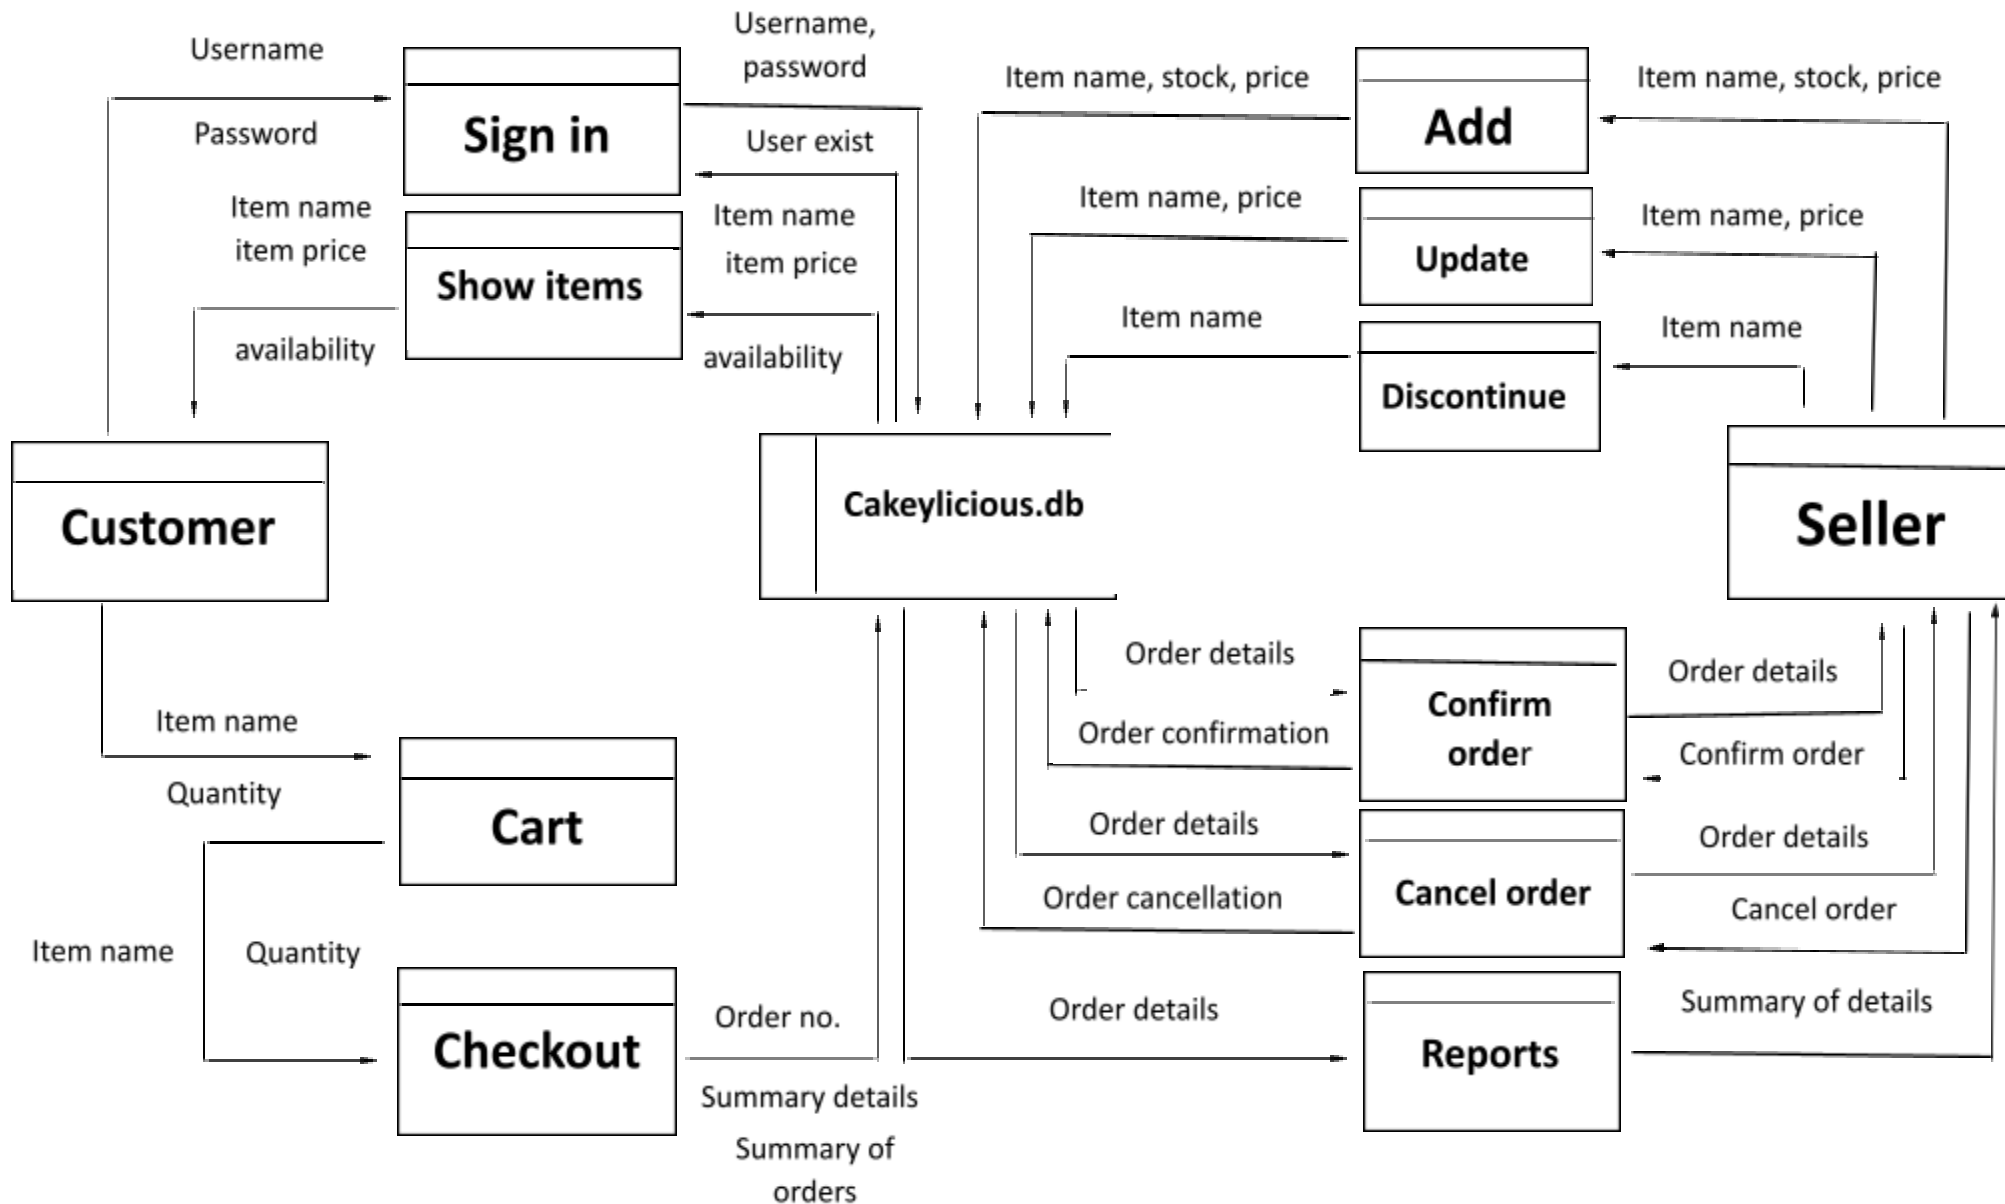 Username
Password
Sign in
Username,
password
User exist
Item name
item price
availability
Show items
Item name
item price
availability
Item name, stock, price
Add
Item name, stock, price
Item name, price
Update
Item name, price
Item name
Discontinue
Item name
Customer
Cakeylicious.db
Seller
Item name
Quantity
Cart
Item name
Quantity
Checkout
Order no.
Summary details
Summary of
orders
Order details
Order confirmation
Confirm
order
Order details
Confirm order
Order details
Order cancellation
Cancel order
Order details
Cancel order
Order details
Reports
Summary of details